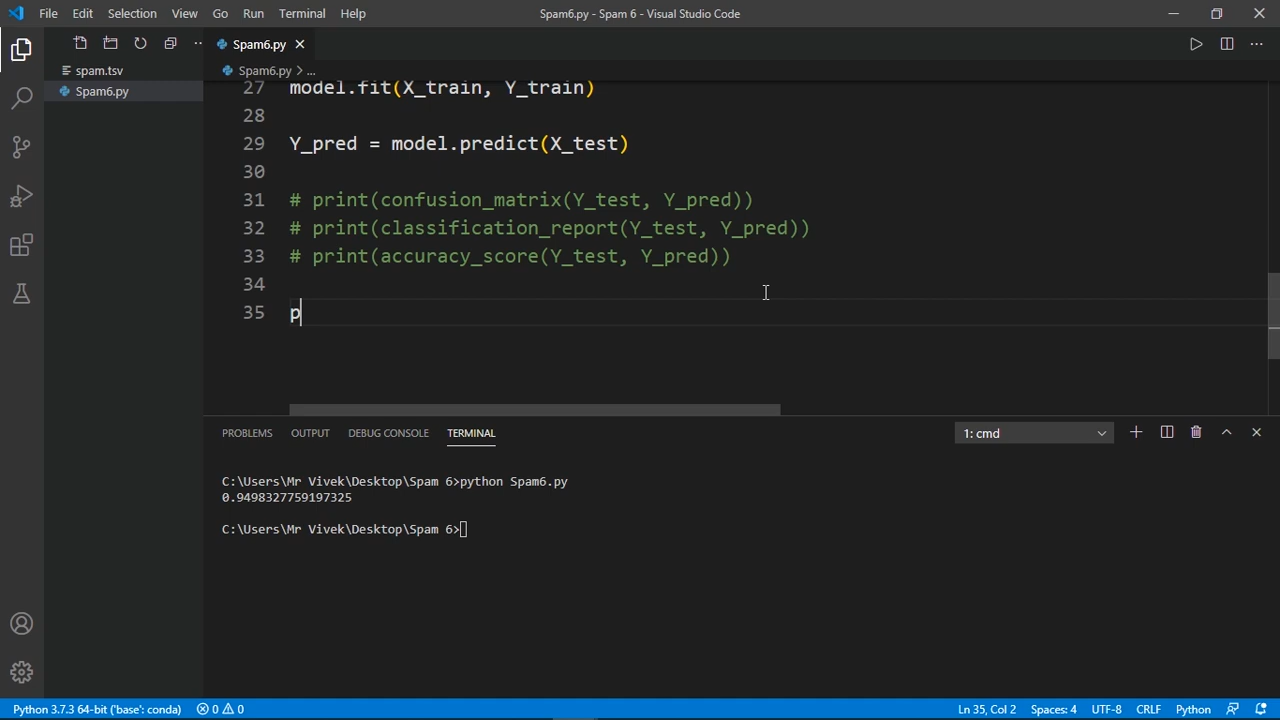 File Edit Selection View Go Run Terminal Help Spam6.py - Spam 6 - Visual Studio Code
Spam6.py
spam.tsv
Spam6.py > ...
Spam6.py
27 model.fit(X_train, Y_train)
28
29 Y_pred = model.predict(X_test)
30
31 # print(confusion_matrix(Y_test, Y_pred))
32 # print(classification_report(Y_test, Y_pred))
33 # print(accuracy_score(Y_test, Y_pred))
34
35 p
PROBLEMS OUTPUT DEBUG CONSOLE TERMINAL 1: cmd
C:\Users\Mr Vivek\Desktop\Spam 6>python Spam6.py
0.9498327759197325
C:\Users\Mr Vivek\Desktop\Spam 6>
Python 3.7.3 64-bit ('base': conda) 0 0 Ln 35, Col 2 Spaces: 4 UTF-8 CRLF Python